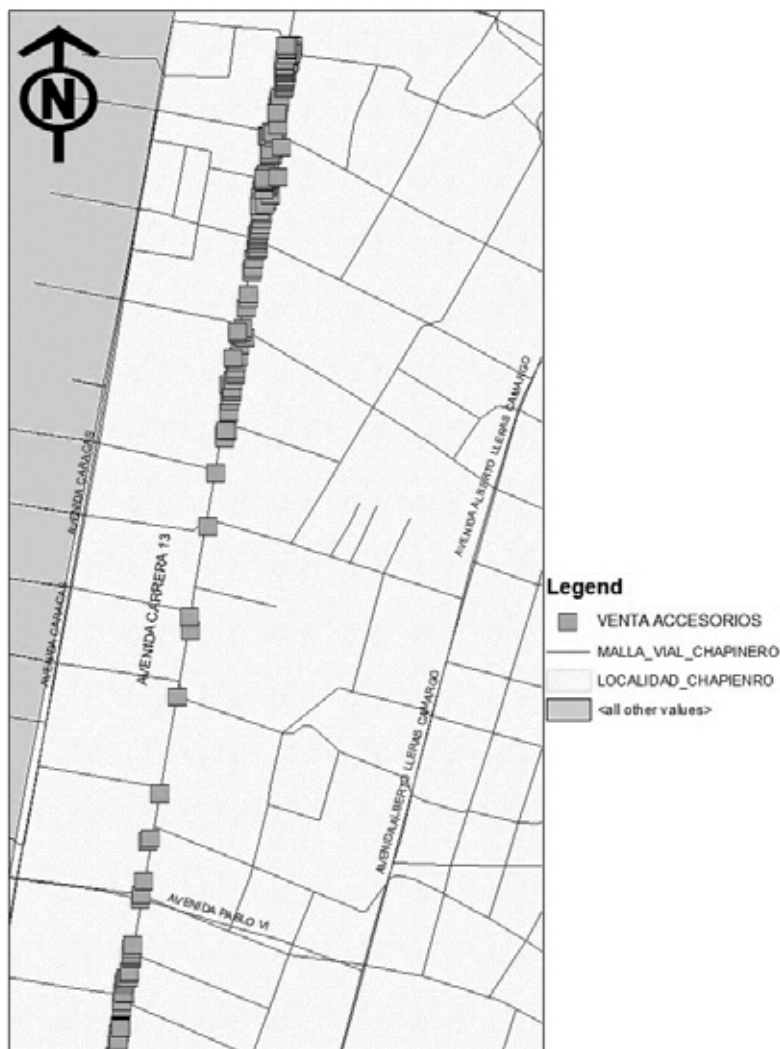 N
AVENIDA CARACAS
AVENIDA ALBERTO LLERAS CAMARGO
AVENIDA CARRERA 13
AVENIDA CARACAS
AVENIDA ALBERTO LLERAS CAMARGO
AVENIDA PABLO VI
Legend
VENTA ACCESORIOS
MALLA_VIAL_CHAPINERO
LOCALIDAD_CHAPIENRO
<all other values>